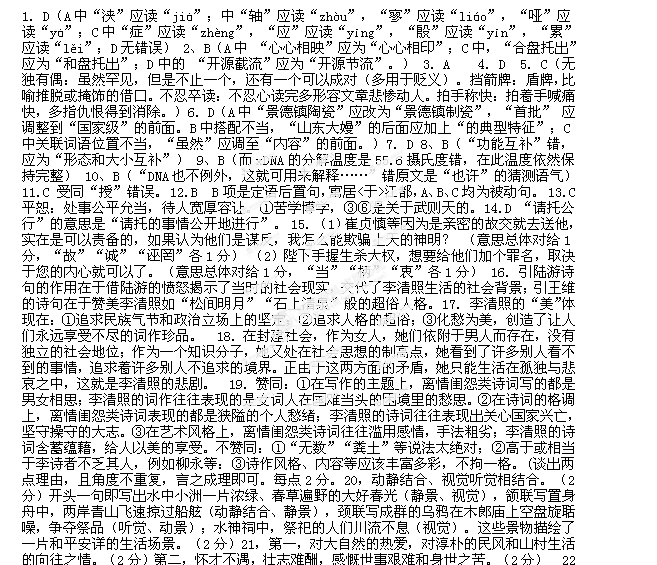 1. D（A中“浃”应读“jiá”；中“轴”应读“zhòu”，“寥”应读“liáo”，“哑”应
读“yā”；C中“症”应读“zhèng”，“应”应读“yíng”，“殷”应读“yǐn”，“累”
应读“lěi”；D无错误） 2、B（A中 “心心相映”应为“心心相印”；C中，“合盘托出”
应为“和盘托出”；D中的 “开源截流”应为“开源节流”。）3. A   4. D  5. C（无
独有偶：虽然罕见，但是不止一个，还有一个可以成对（多用于贬义）。挡箭牌：盾牌，比
喻推脱或掩饰的借口。不忍卒读：不忍心读完多形容文章悲惨动人。拍手称快：拍着手喊痛
快，多指仇恨得到消除。）6. D（A中“景德镇陶瓷”应改为“景德镇制瓷”，“首批” 应
调整到“国家级”的前面。B中搭配不当，“山东大嫚”的后面应加上“的典型特征”；C
中关联词语位置不当，“虽然”应调至“内容”的前面。）7. D 8、B（“功能互补”错，
应为“形态和大小互补”） 9、B（而 DNA的分解温度是65.6摄氏度错，在此温度依然保
持完整） 10、B（“DNA也不例外，这就可用来解释……”错原文是“也许”的猜测语气）
11.C 受同“授”错误。12.B  B 项是定语后置句，寓居<于>江都，A、B、C均为被动句。13.C
平恕：处事公平允当，待人宽厚容让。①苦学博字，③⑥是关于武则天的。14.D “请托公
行”的意思是“请托的事情公开地进行”。 15．（1）崔贞慎等因为是亲密的故交就去送他，
实在是可以责备的，如果认为他们是谋反，我怎么能欺骗上天的神明？ （意思总体对给 1
分，“故”“诚”“诬罔”各1分）（2）陛下手握生杀大权，想要给他们加个罪名，取决
于您的内心就可以了。（意思总体对给1分，“当”“柄”“衷”各1分） 16. 引陆游诗
句的作用在于借陆游的愤怒揭示了当时的社会现实，交代了李清照生活的社会背景；引王维
的诗句在于赞美李清照如“松间明月”“石上清泉”般的超俗人格。17. 李清照的“美”体
现在：①追求民族气节和政治立场上的坚定，②追求人格的超俗；③化愁为美，创造了让人
们永远享受不尽的词作珍品。  18. 在封建社会，作为女人，她们依附于男人而存在，没有
独立的社会地位；作为一个知识分子，她又处在社会思想的制高点，她看到了许多别人看不
到的事情，追求着许多别人不追求的境界。正由于这两方面的矛盾，她只能生活在孤独与悲
哀之中，这就是李清照的悲剧。 19. 赞同：①在写作的主题上，离情闺怨类诗词写的都是
男女相思；李清照的词作往往表现的是女词人在国难当头的困境里的愁思。②在诗词的格调
上，离情闺怨类诗词表现的都是狭隘的个人愁绪；李清照的诗词往往表现出关心国家兴亡，
坚守操守的大志。③在艺术风格上，离情闺怨类诗词往往滥用感情，手法粗劣；李清照的诗
词含蓄蕴藉，给人以美的享受。不赞同：①“无数”“粪土”等说法太绝对；②高于或相当
于李诗者不乏其人，例如柳永等；③诗作风格、内容等应该丰富多彩，不拘一格。（谈出两
点理由，且角度不重复，言之成理即可。每点2分。20，动静结合、视觉听觉相结合。（2
分）开头一句即写出水中小洲一片浓绿、春草遍野的大好春光（静景、视觉），颔联写置身
舟中，两岸青山飞速掠过船舷（动静结合、静景），颈联写成群的乌鸦在木郎庙上空盘旋聒
噪，争夺祭品（听觉、动景）；水神祠中，祭祀的人们川流不息（视觉）。这些景物描绘了
一片和平安详的生活场景。（2分）21，第一，对大自然的热爱，对淳朴的民风和山村生活
的向往之情。（2分）第二，怀才不遇，壮志难酬，感慨世事艰难和身世之苦。（2分）  22